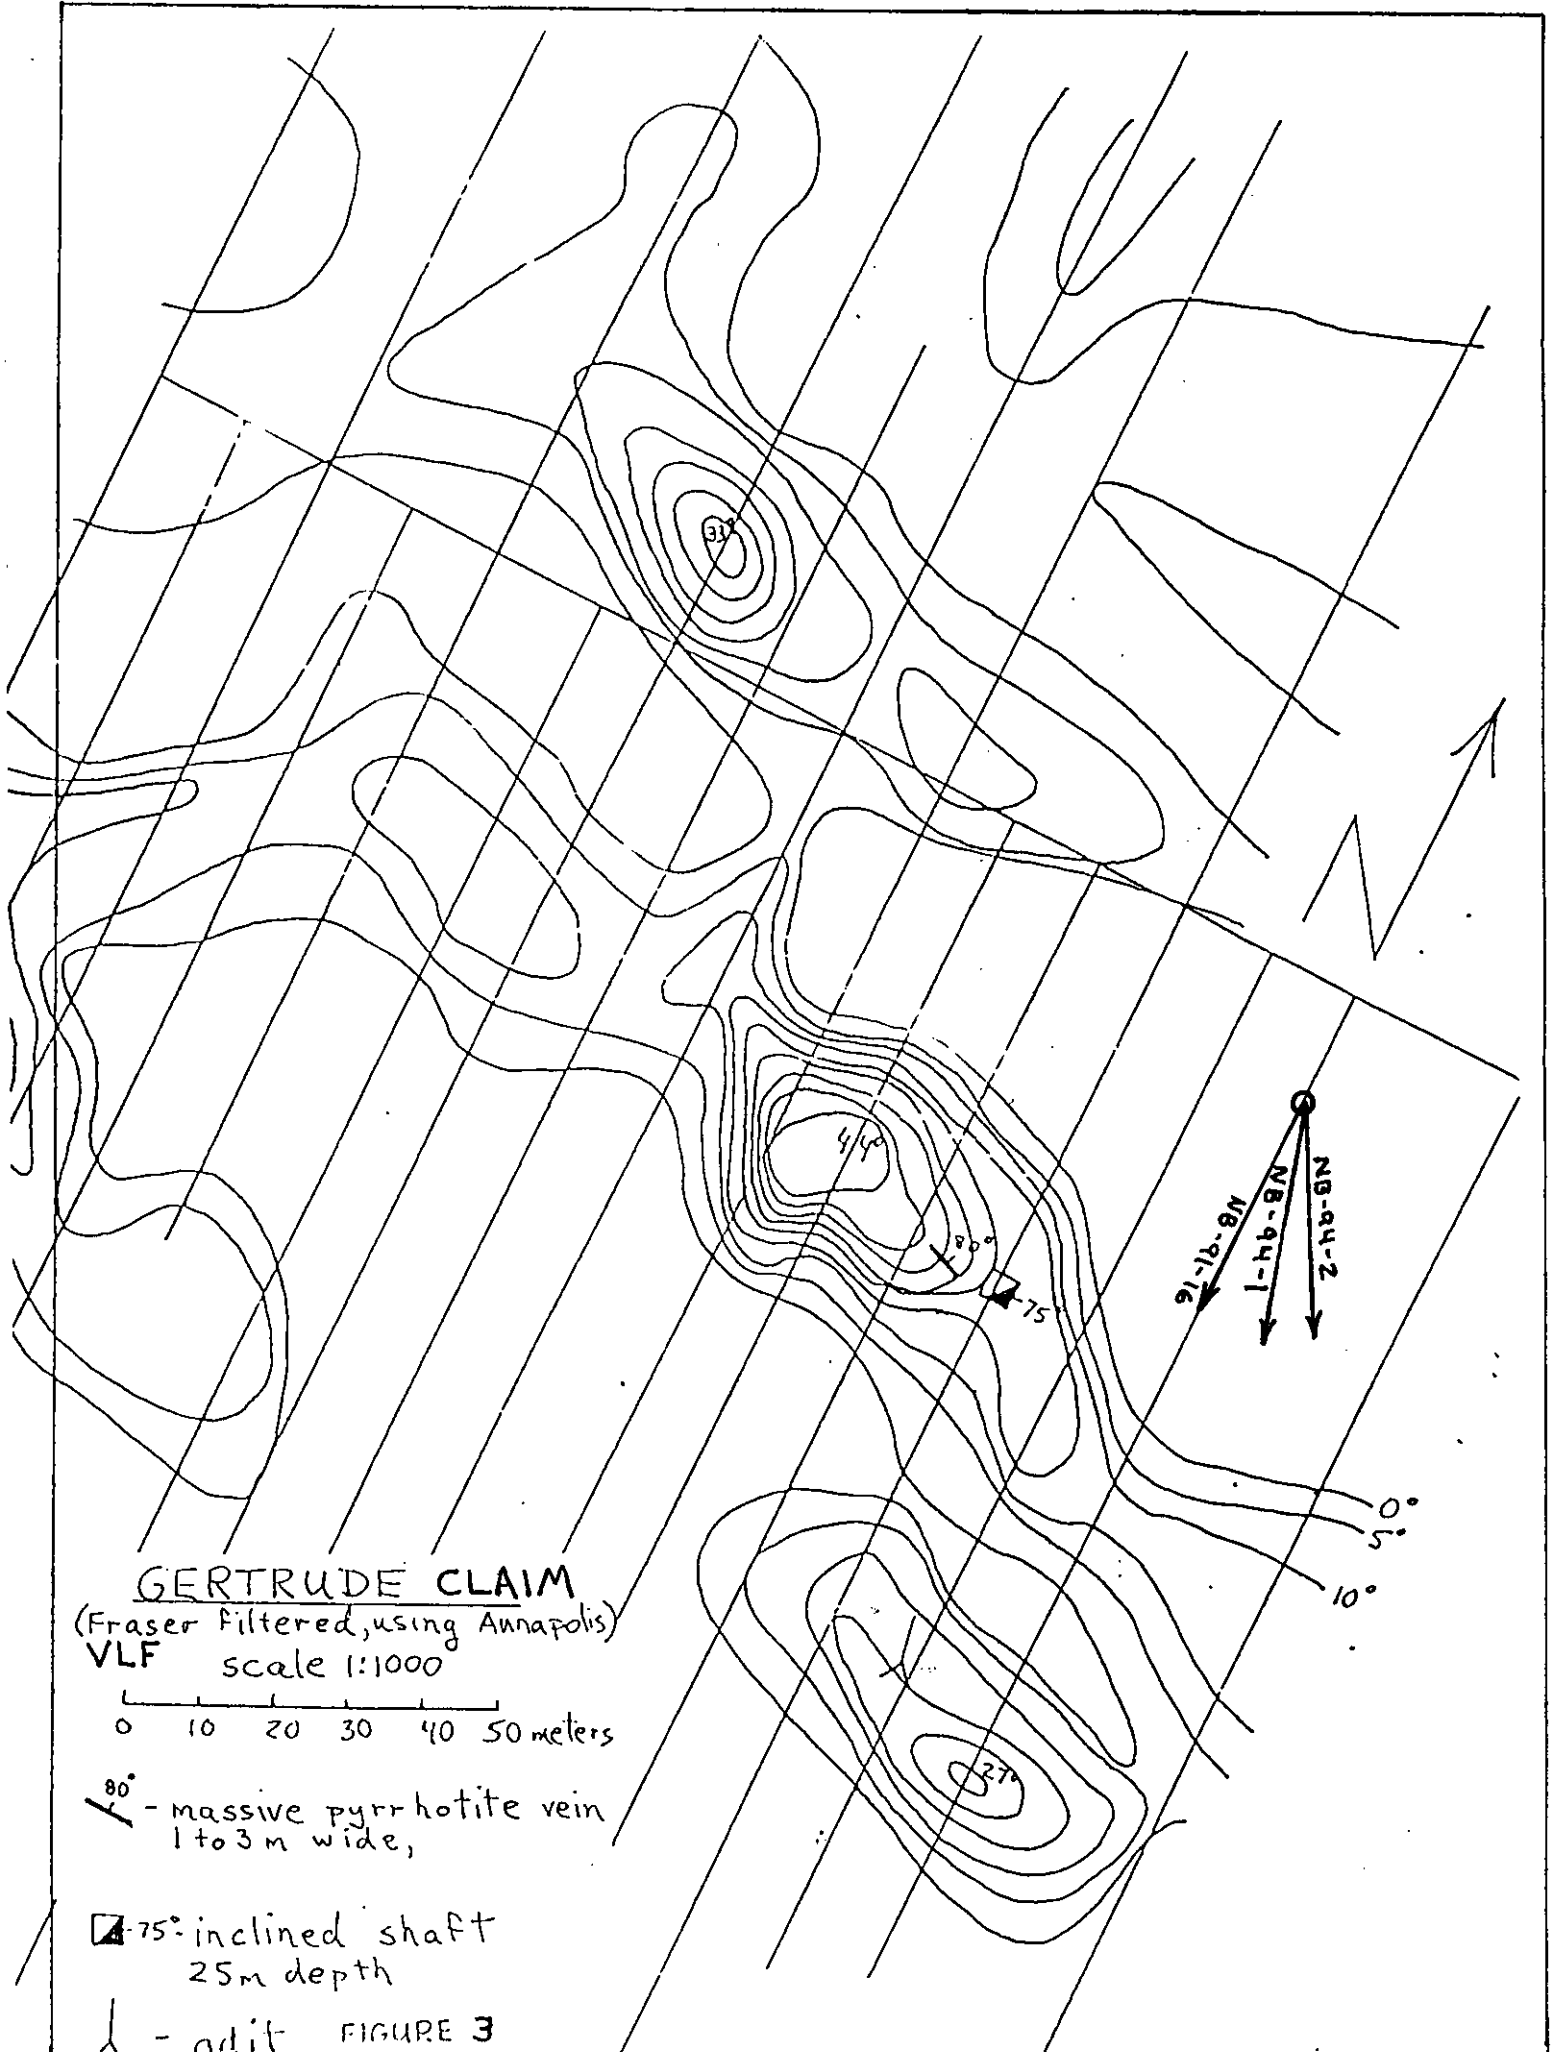 33°
N
44°
80°
-75
NB-91-16
NB-94-1
NB-94-2
0°
5°
10°
27°
GERTRUDE CLAIM
(Fraser filtered, using Annapolis)
VLF scale 1:1000
0 10 20 30 40 50 meters
80° - massive pyrrhotite vein
1 to 3 m wide,
-75° - inclined shaft
25m depth
- adit FIGURE 3